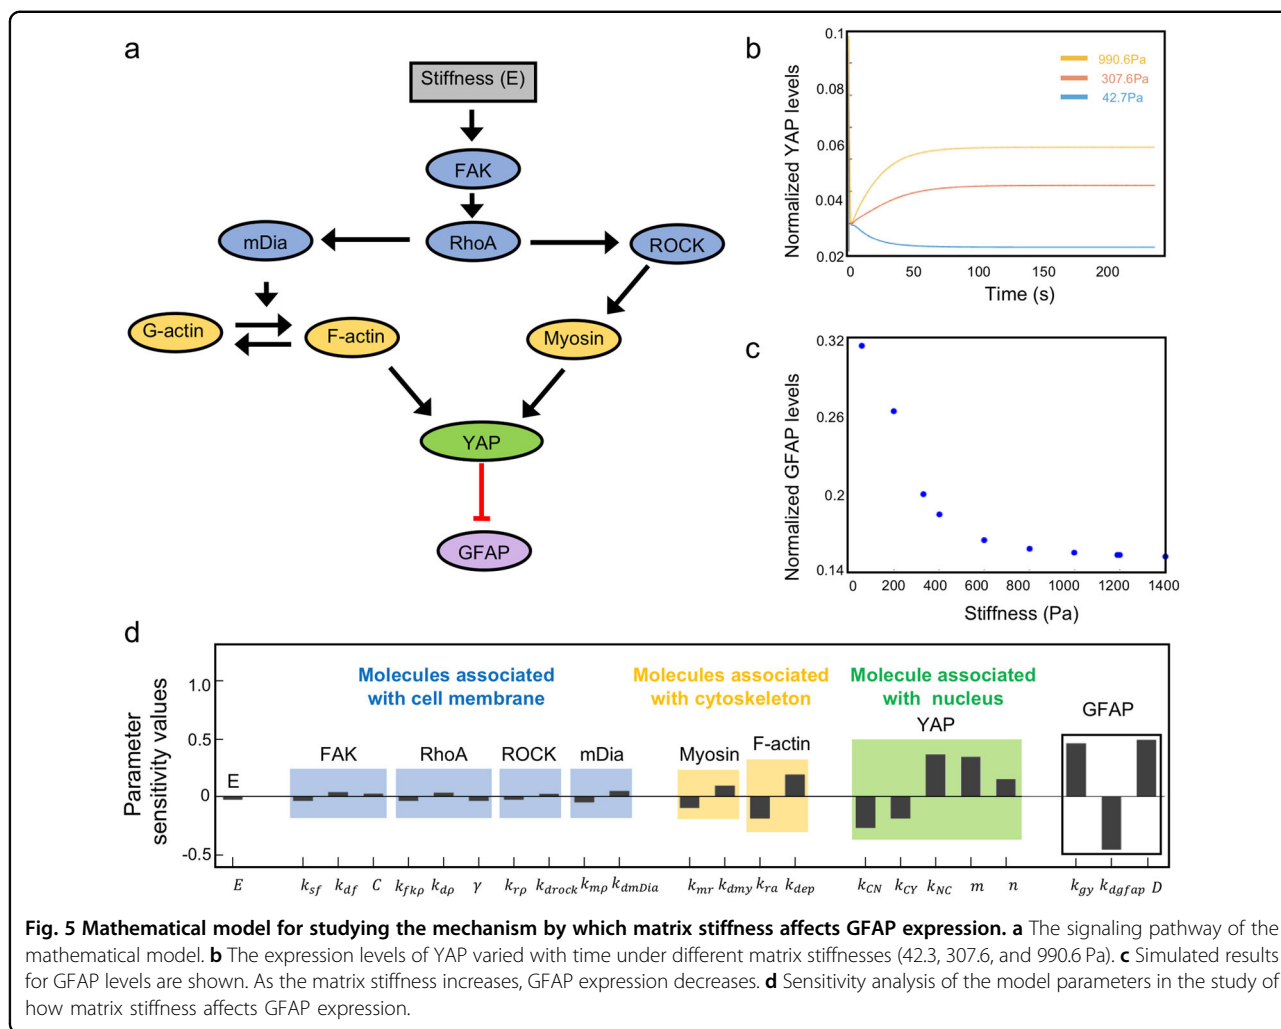 a
Stiffness (E)
FAK
mDia
RhoA
ROCK
G-actin
F-actin
Myosin
YAP
GFAP
b
Normalized YAP levels
0.1
0.08
0.06
0.04
0.02
990.6Pa
307.6Pa
42.7Pa
0 50 100 150 200
Time (s)
c
Normalized GFAP levels
0.32
0.26
0.2
0.14
0 200 400 600 800 1000 1200 1400
Stiffness (Pa)
d
Parameter
sensitivity values
1.0
0.5
0
-0.5
Molecules associated
with cell membrane
Molecules associated
with cytoskeleton
Molecule associated
with nucleus
E
FAK
RhoA
ROCK
mDia
Myosin
F-actin
YAP
GFAP
E k_sf k_df C k_fkρ k_dρ γ k_rρ k_drock k_mρ k_dmDia k_mr k_dmy k_ra k_dep k_CN k_CY k_NC m n k_gy k_dgfap D
Fig. 5 Mathematical model for studying the mechanism by which matrix stiffness affects GFAP expression. a The signaling pathway of the
mathematical model. b The expression levels of YAP varied with time under different matrix stiffnesses (42.3, 307.6, and 990.6 Pa). c Simulated results
for GFAP levels are shown. As the matrix stiffness increases, GFAP expression decreases. d Sensitivity analysis of the model parameters in the study of
how matrix stiffness affects GFAP expression.